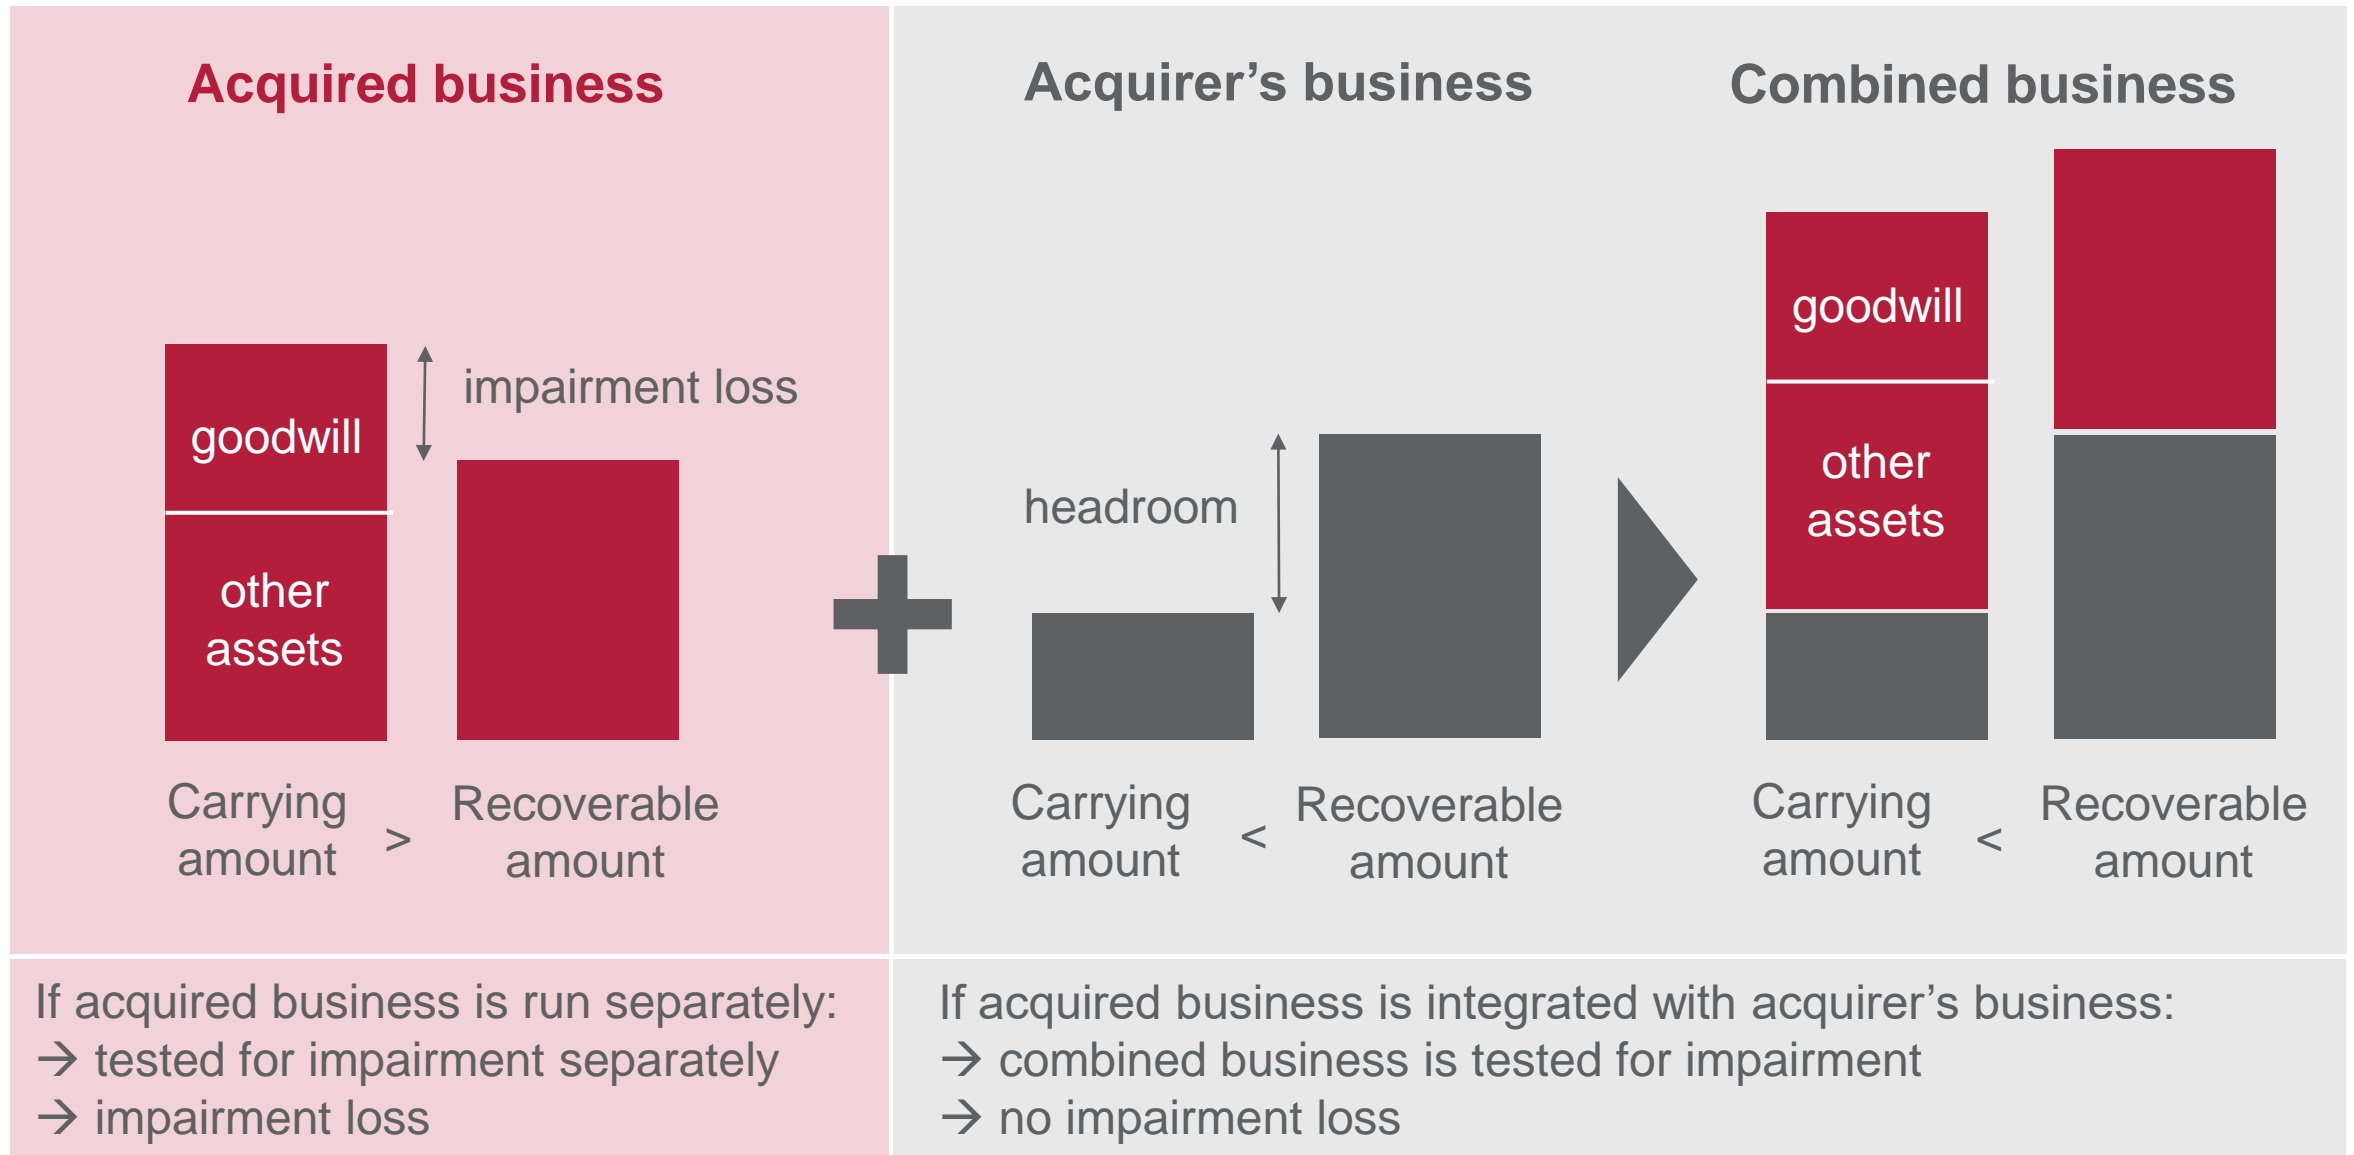 Acquired business
goodwill
other
assets
impairment loss
Carrying
amount
>
Recoverable
amount
Acquirer’s business
headroom
Carrying
amount
<
Recoverable
amount
Combined business
goodwill
other
assets
Carrying
amount
<
Recoverable
amount
If acquired business is run separately:
→ tested for impairment separately
→ impairment loss
If acquired business is integrated with acquirer’s business:
→ combined business is tested for impairment
→ no impairment loss